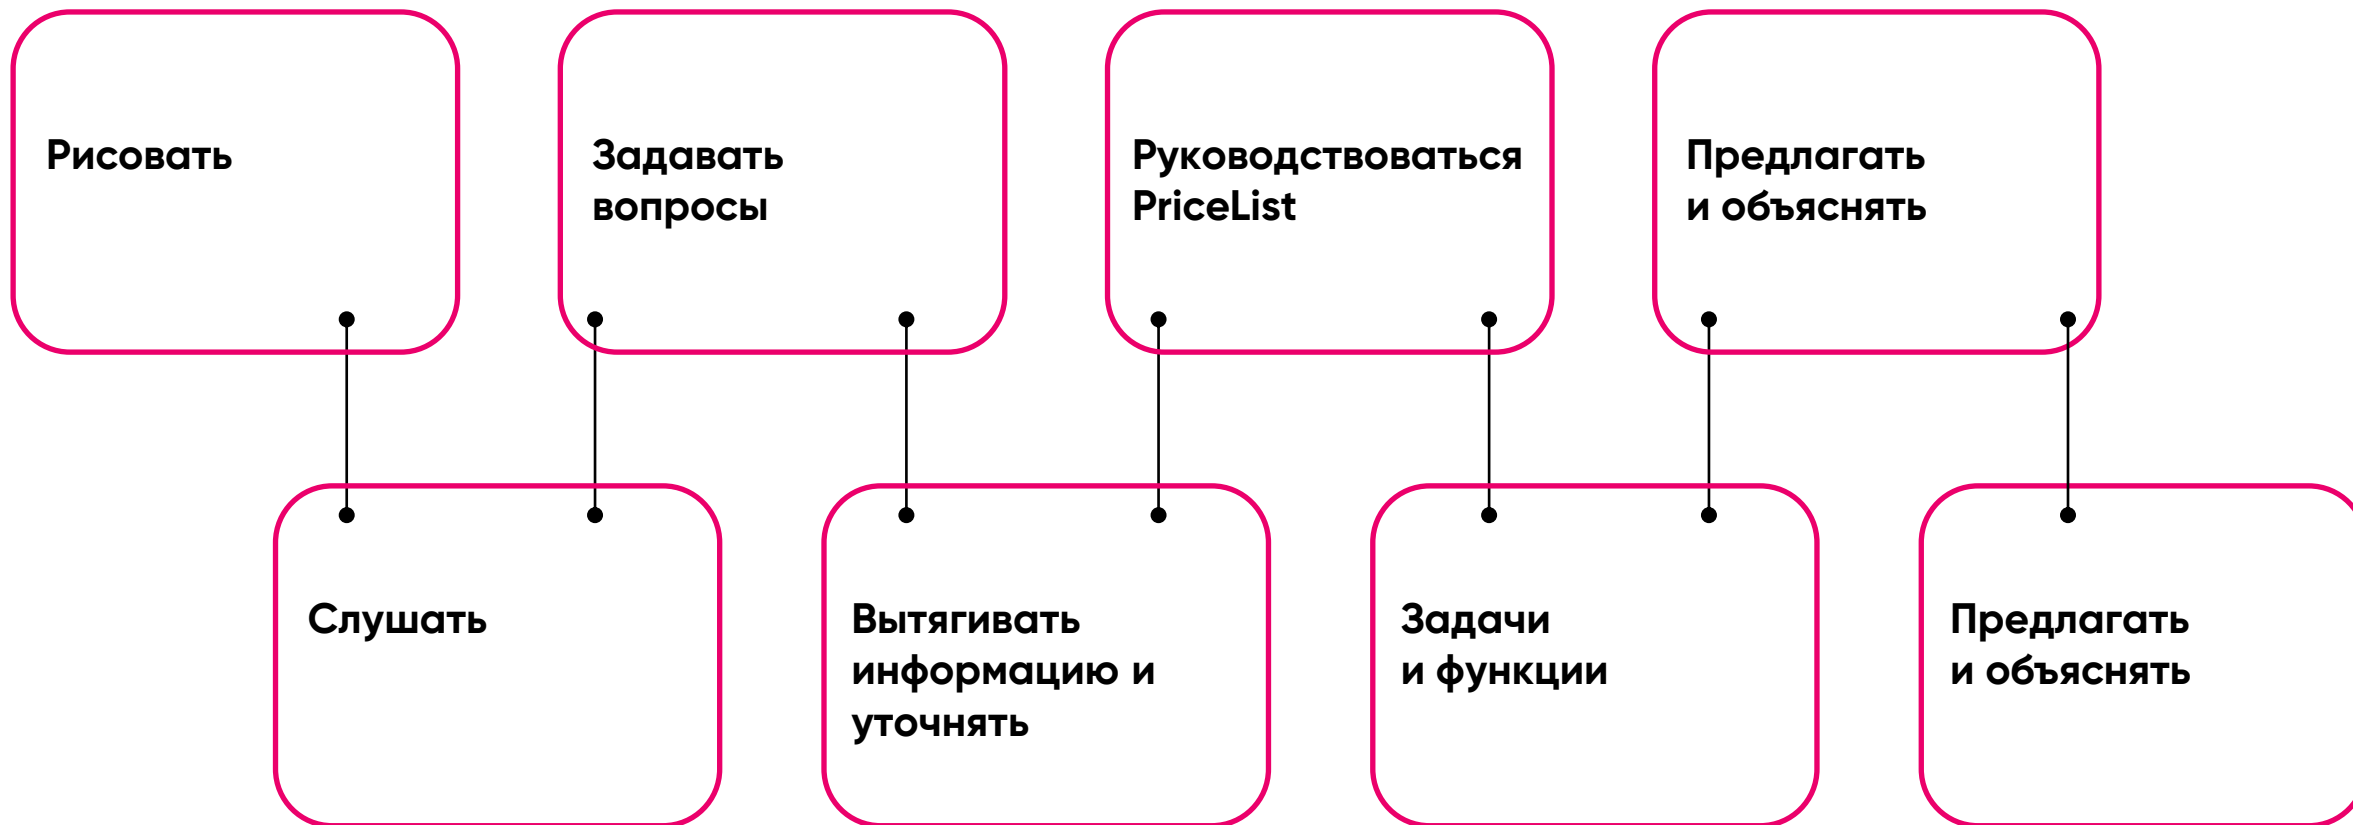 Рисовать
Задавать
вопросы
Руководствоваться
PriceList
Предлагать
и объяснять
Слушать
Вытягивать
информацию и
уточнять
Задачи
и функции
Предлагать
и объяснять